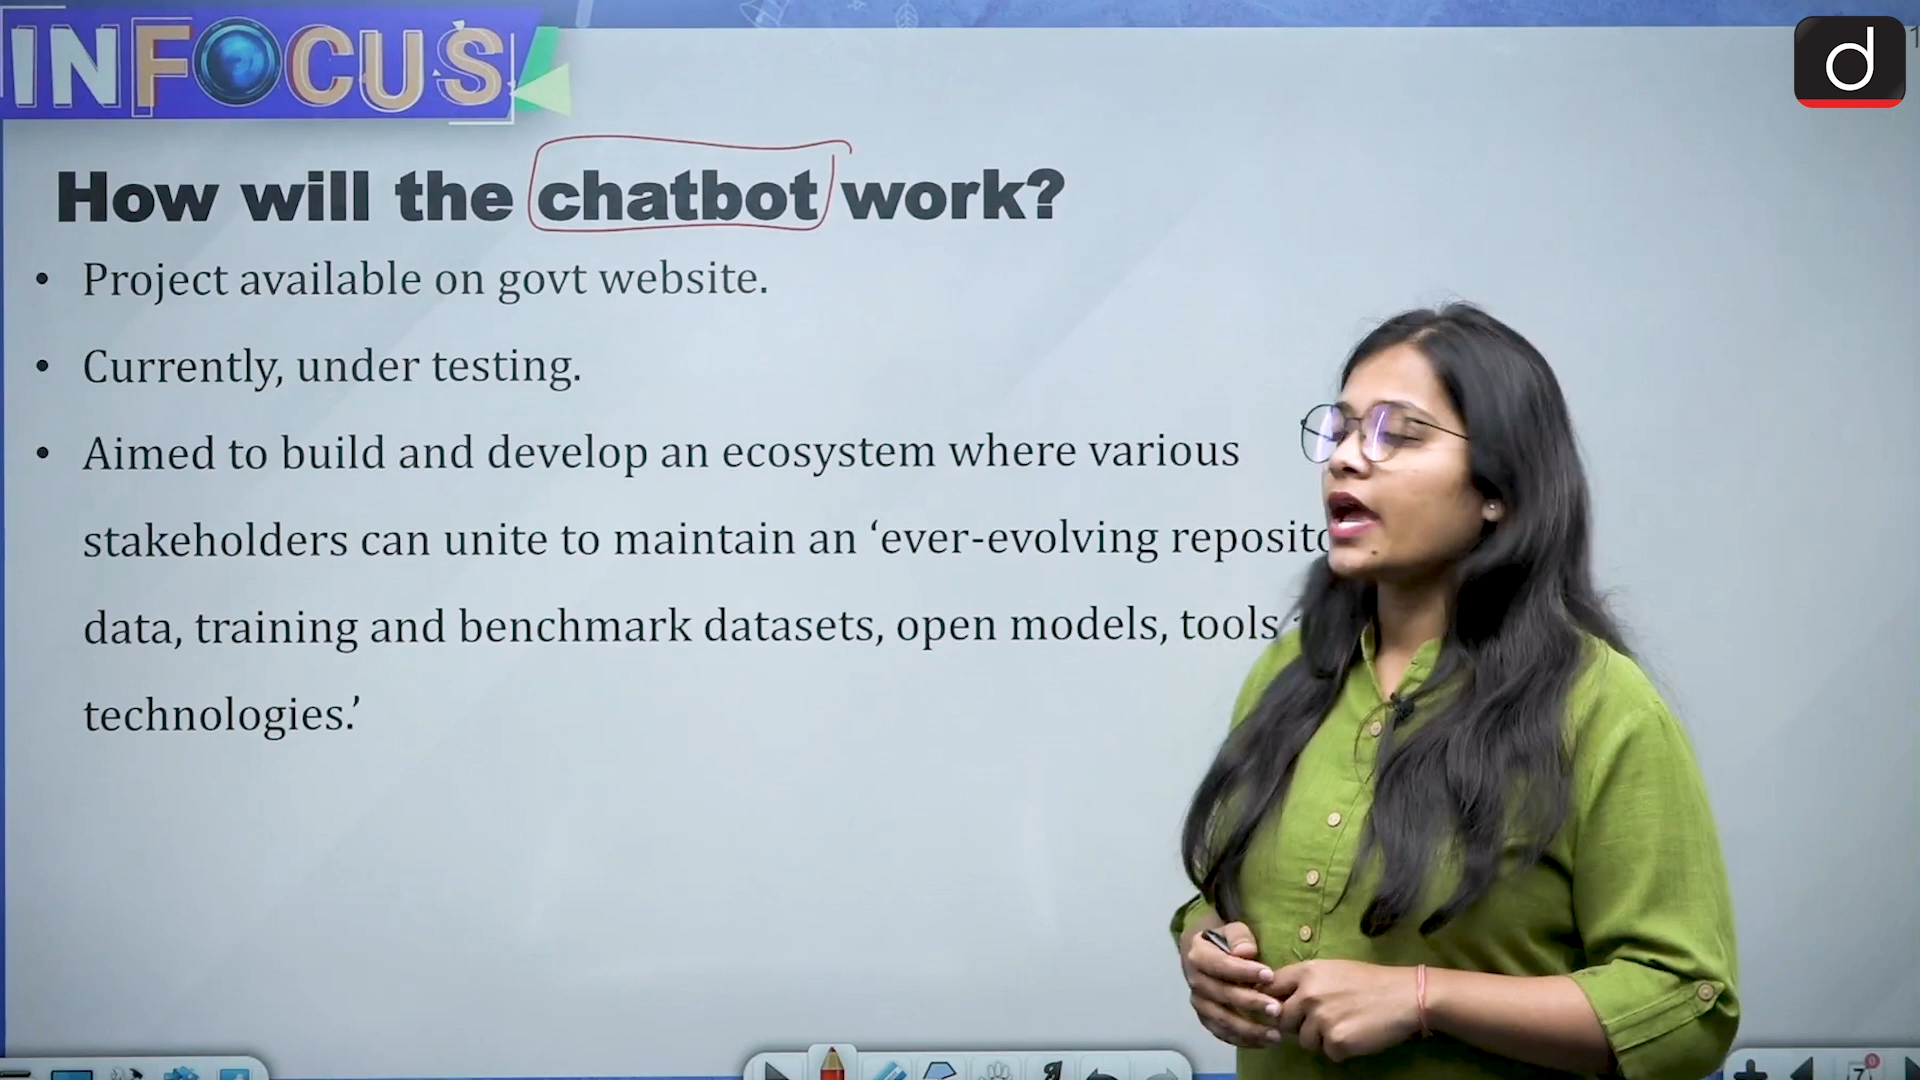 INFOCUS
d
1
How will the chatbot work?
• Project available on govt website.
• Currently, under testing.
• Aimed to build and develop an ecosystem where various
stakeholders can unite to maintain an ‘ever-evolving
data, training and benchmark datasets, open models, tools
technologies.’
7